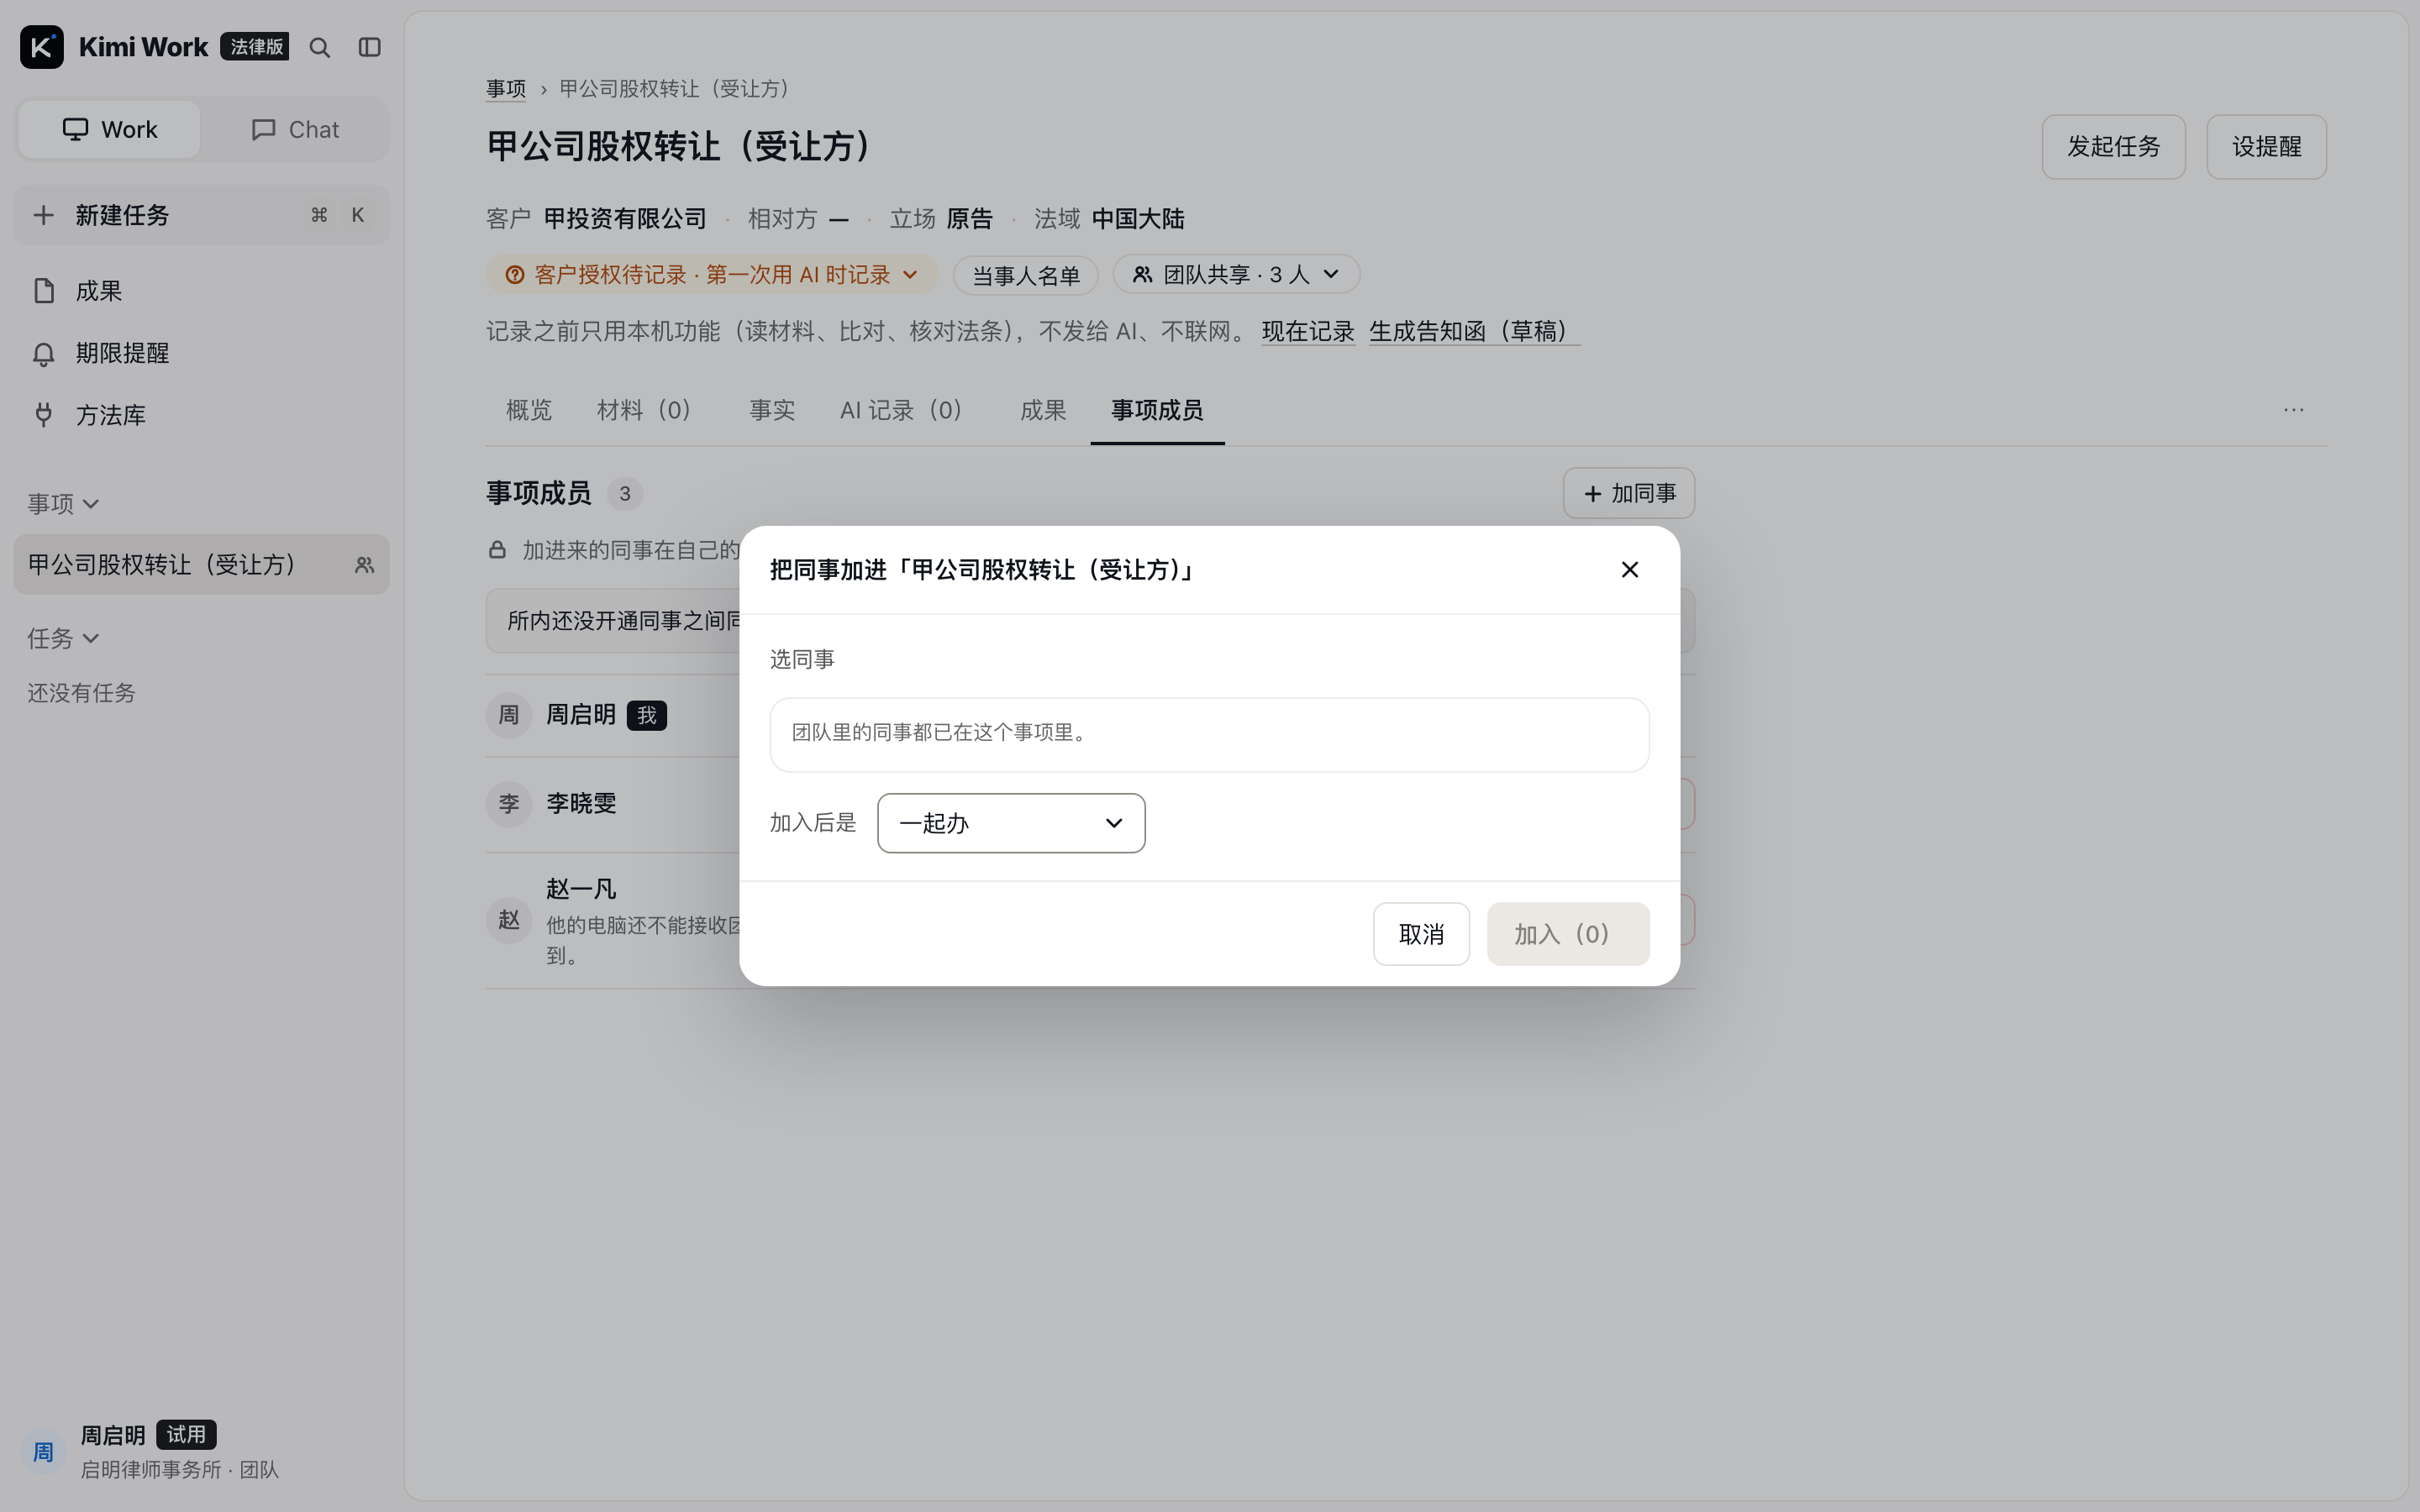 Kimi Work 法律版
Work
Chat
新建任务 ⌘ K
成果
期限提醒
方法库
事项
甲公司股权转让（受让方）
任务
还没有任务
周 周启明 试用
启明律师事务所 · 团队
事项 › 甲公司股权转让（受让方）
甲公司股权转让（受让方）
发起任务 设提醒
客户 甲投资有限公司 · 相对方 — · 立场 原告 · 法域 中国大陆
客户授权待记录 · 第一次用 AI 时记录 当事人名单 团队共享 · 3 人
记录之前只用本机功能（读材料、比对、核对法条），不发给 AI、不联网。 现在记录 生成告知函（草稿）
概览 材料（0） 事实 AI 记录（0） 成果 事项成员 ···
事项成员 3 + 加同事
加进来的同事在自己的
所内还没开通同事之间同
周 周启明 我
李 李晓雯
赵 赵一凡
他的电脑还不能接收团
到。
把同事加进「甲公司股权转让（受让方）」
选同事
团队里的同事都已在这个事项里。
加入后是 一起办
取消 加入（0）